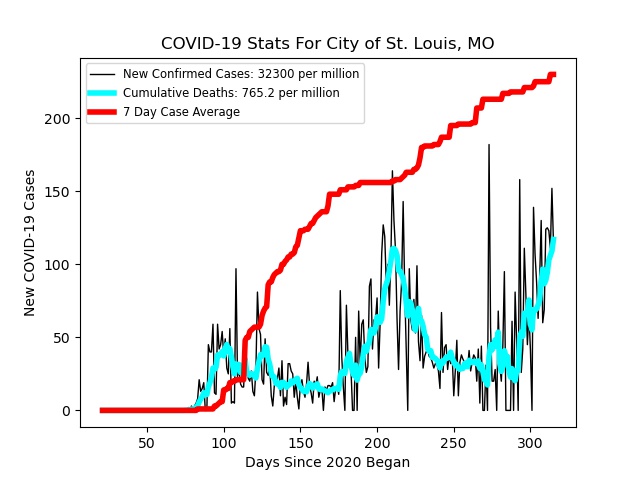 COVID-19 Stats For City of St. Louis, MO
New Confirmed Cases: 32300 per million
Cumulative Deaths: 765.2 per million
7 Day Case Average
New COVID-19 Cases
200
150
100
50
0
50 100 150 200 250 300
Days Since 2020 Began